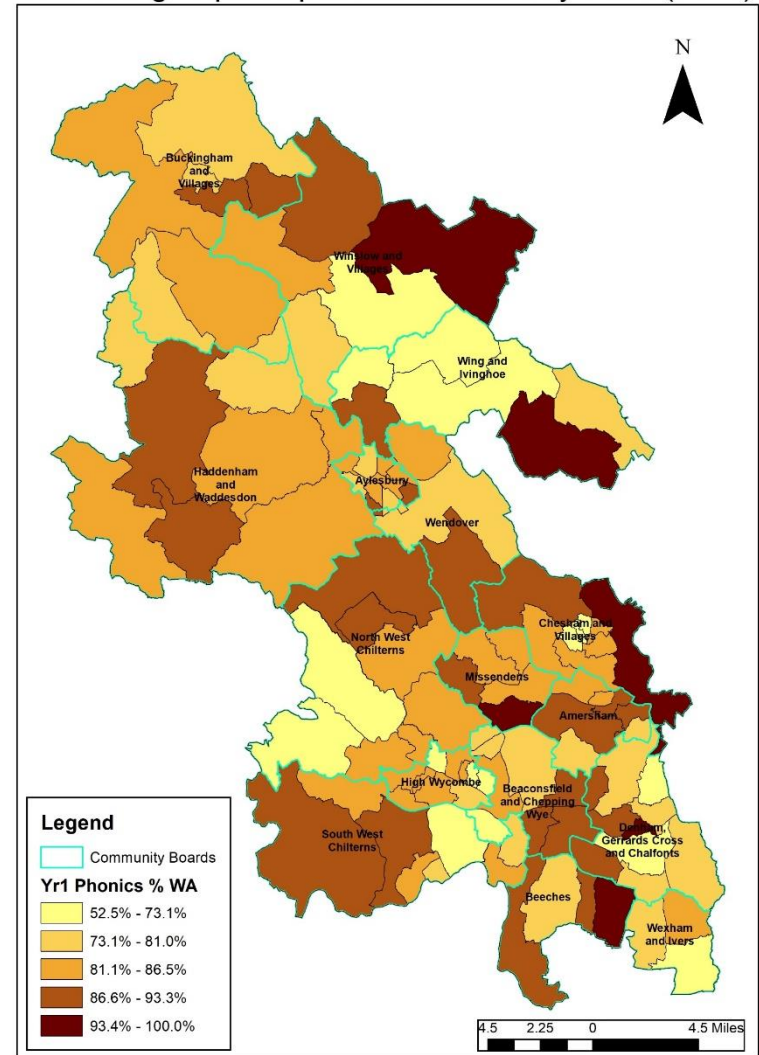 N
Buckingham
and
Villages
Winslow and
Villages
Wing and
Ivinghoe
Haddenham
and
Waddesdon
Aylesbury
Wendover
North West
Chilterns
Chesham and
Villages
Missendens
Amersham
High Wycombe
Beaconsfield
and Chepping
Wye
South West
Chilterns
Denham,
Gerrards Cross
and Chalfonts
Beeches
Wexham
and Ivers
Legend
Community Boards
Yr1 Phonics % WA
52.5% - 73.1%
73.1% - 81.0%
81.1% - 86.5%
86.6% - 93.3%
93.4% - 100.0%
4.5 2.25 0 4.5 Miles